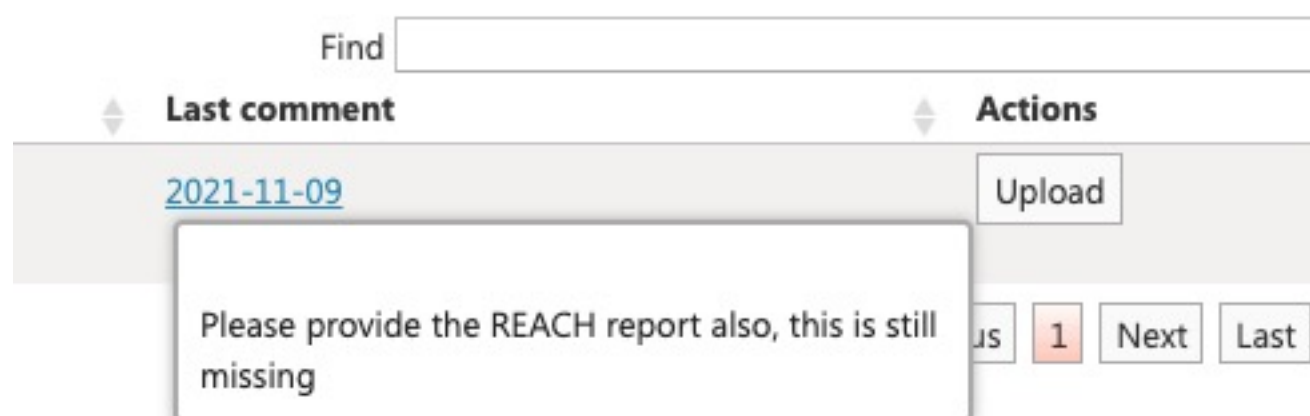 Find
Last comment
Actions
2021-11-09
Upload
Please provide the REACH report also, this is still
missing
us
1
Next
Last